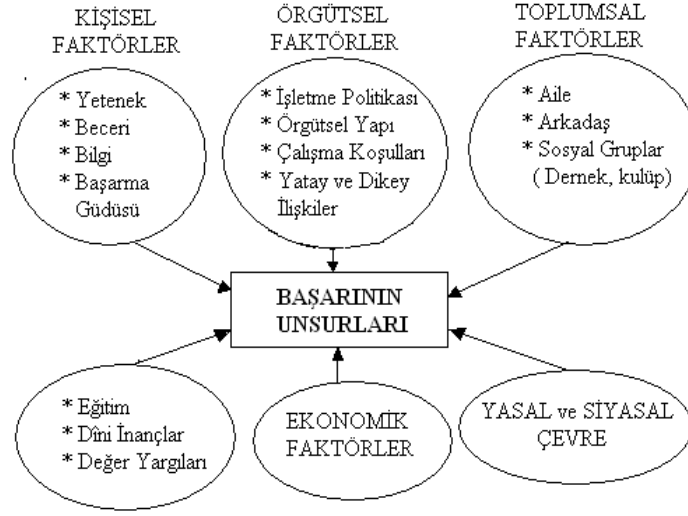 KİŞİSEL
FAKTÖRLER
* Yetenek
* Beceri
* Bilgi
* Başarma
Güdüsü
ÖRGÜTSEL
FAKTÖRLER
* İşletme Politikası
* Örgütsel Yapı
* Çalışma Koşulları
* Yatay ve Dikey
İlişkiler
TOPLUMSAL
FAKTÖRLER
* Aile
* Arkadaş
* Sosyal Gruplar
( Dernek, kulüp)
BAŞARININ
UNSURLARI
* Eğitim
* Dîni İnançlar
* Değer Yargıları
EKONOMİK
FAKTÖRLER
YASAL ve SİYASAL
ÇEVRE